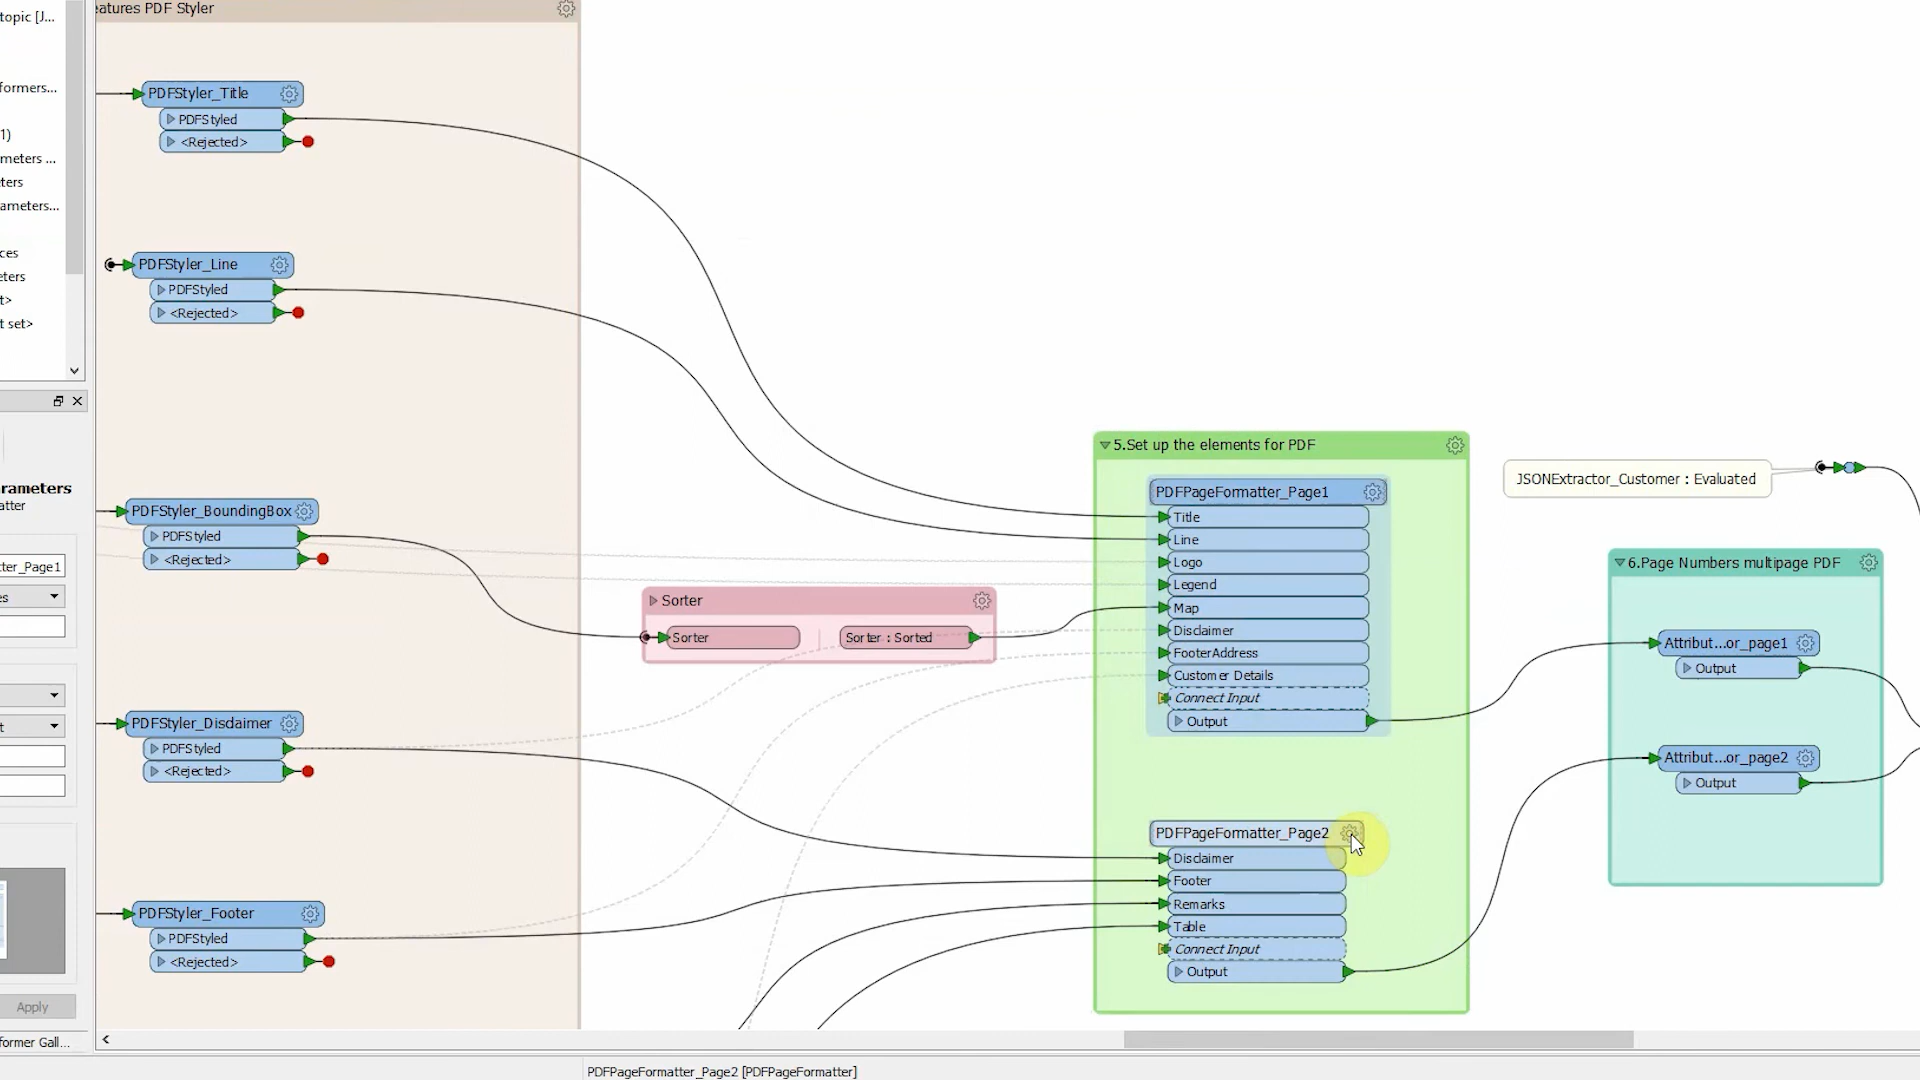 topic [J...
formers...
1)
meters ...
ters
ameters...
ces
eters
t>
t set>
rameters
atter
ter_Page1
es
t
Apply
ormer Gall...
eatures PDF Styler
PDFStyler_Title
PDFStyled
<Rejected>
PDFStyler_Line
PDFStyled
<Rejected>
PDFStyler_BoundingBox
PDFStyled
<Rejected>
PDFStyler_Disclaimer
PDFStyled
<Rejected>
PDFStyler_Footer
PDFStyled
<Rejected>
Sorter
Sorter
Sorter : Sorted
5.Set up the elements for PDF
PDFPageFormatter_Page1
Title
Line
Logo
Legend
Map
Disclaimer
FooterAddress
Customer Details
Connect Input
Output
PDFPageFormatter_Page2
Disclaimer
Footer
Remarks
Table
Connect Input
Output
JSONExtractor_Customer : Evaluated
6.Page Numbers multipage PDF
Attribut...or_page1
Output
Attribut...or_page2
Output
PDFPageFormatter_Page2 [PDFPageFormatter]